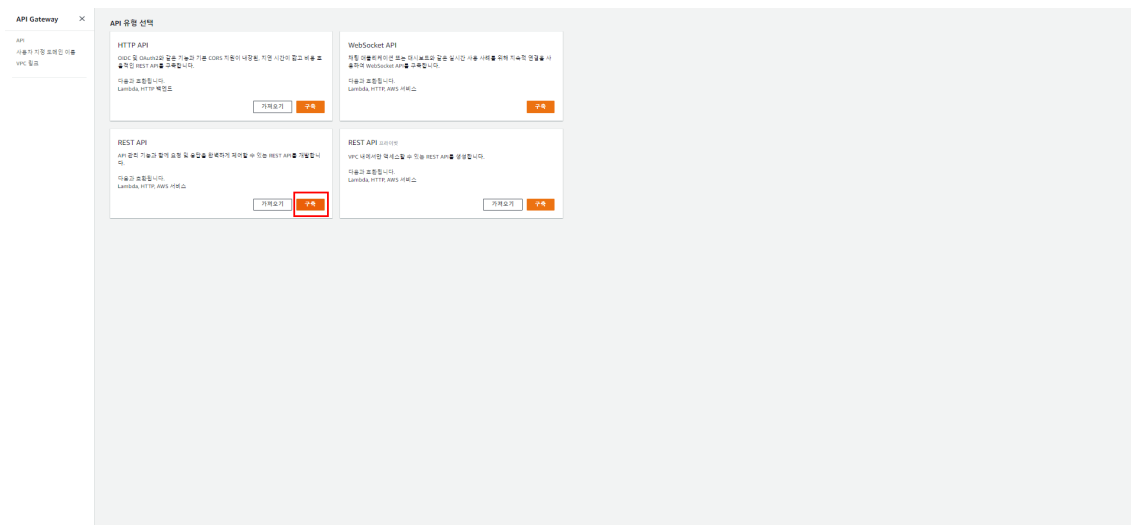 API Gateway
API
사용자 지정 도메인 이름
VPC 링크
API 유형 선택
HTTP API
OIDC 및 OAuth2와 같은 기능과 기본 CORS 지원이 내장된, 지연 시간이 짧고 비용 효
율적인 REST API를 구축합니다.
다음과 호환됩니다.
Lambda, HTTP 백엔드
가져오기
구축
WebSocket API
채팅 애플리케이션 또는 대시보드와 같은 실시간 사용 사례를 위해 지속적 연결을 사
용하여 WebSocket API를 구축합니다.
다음과 호환됩니다.
Lambda, HTTP, AWS 서비스
구축
REST API
API 관리 기능과 함께 요청 및 응답을 완벽하게 제어할 수 있는 REST API를 개발합니
다.
다음과 호환됩니다.
Lambda, HTTP, AWS 서비스
가져오기
구축
REST API 프라이빗
VPC 내에서만 액세스할 수 있는 REST API를 생성합니다.
다음과 호환됩니다.
Lambda, HTTP, AWS 서비스
가져오기
구축